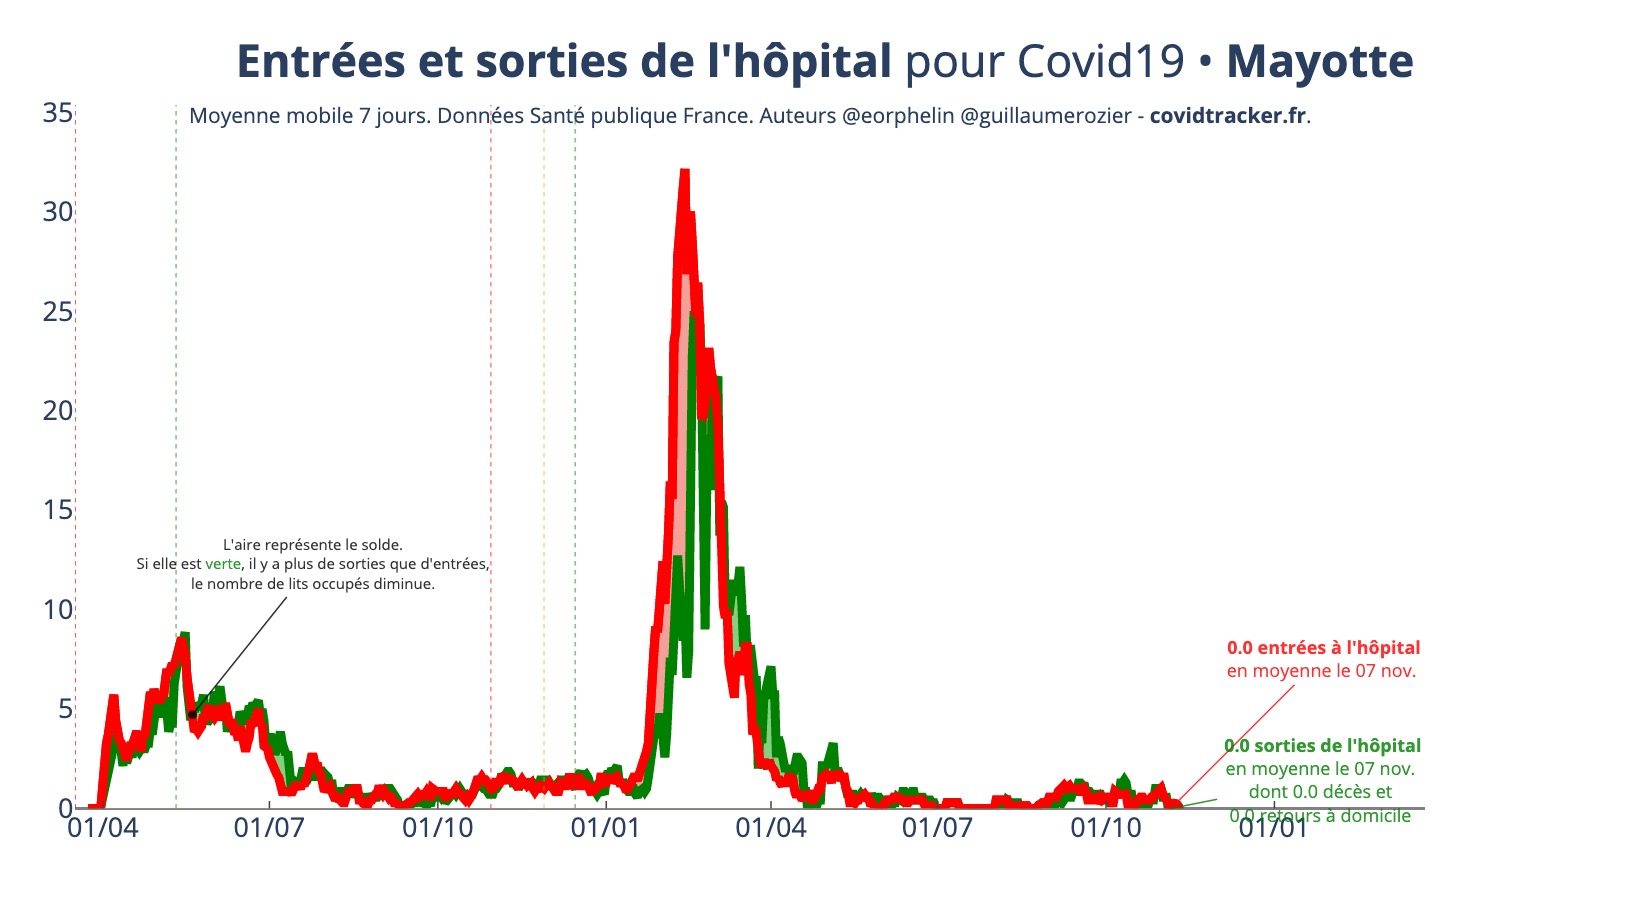 Entrées et sorties de l'hôpital pour Covid19 • Mayotte
Moyenne mobile 7 jours. Données Santé publique France. Auteurs @eorphelin @guillaumerozier - covidtracker.fr.
35
30
25
20
15
10
5
0
L'aire représente le solde.
Si elle est verte, il y a plus de sorties que d'entrées,
le nombre de lits occupés diminue.
0.0 entrées à l'hôpital
en moyenne le 07 nov.
0.0 sorties de l'hôpital
en moyenne le 07 nov.
dont 0.0 décès et
0.0 retours à domicile
01/04 01/07 01/10 01/01 01/04 01/07 01/10 01/01